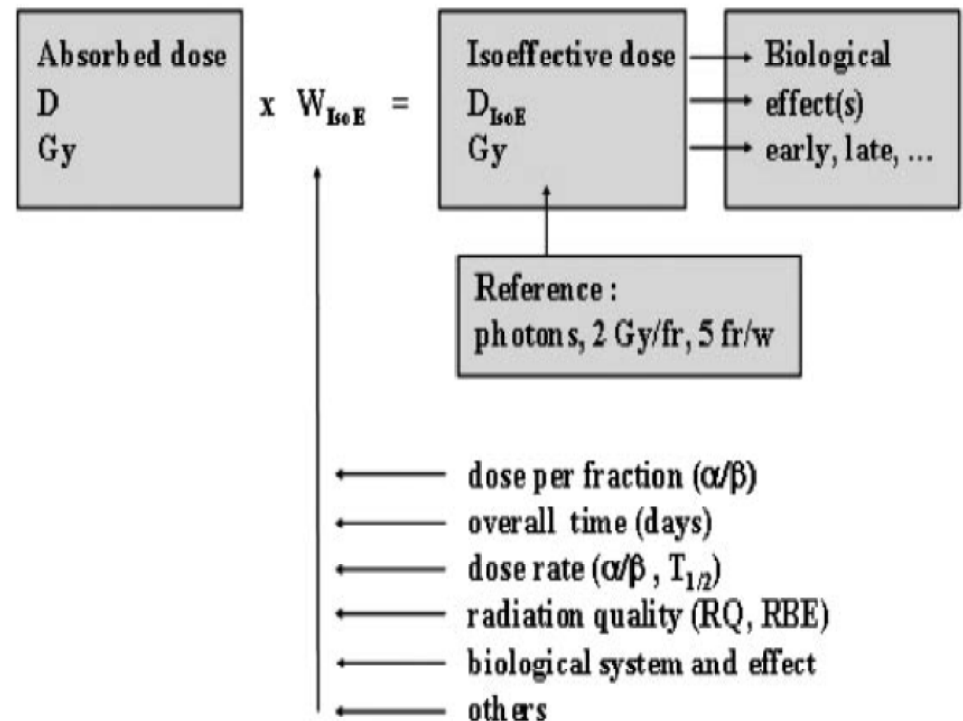 Absorbed dose
D
Gy
x W_IsoE =
Isoeffective dose
D_IsoE
Gy
Biological
effect(s)
early, late, ...
Reference :
photons, 2 Gy/fr, 5 fr/w
dose per fraction (α/β)
overall time (days)
dose rate (α/β , T_1/2)
radiation quality (RQ, RBE)
biological system and effect
others